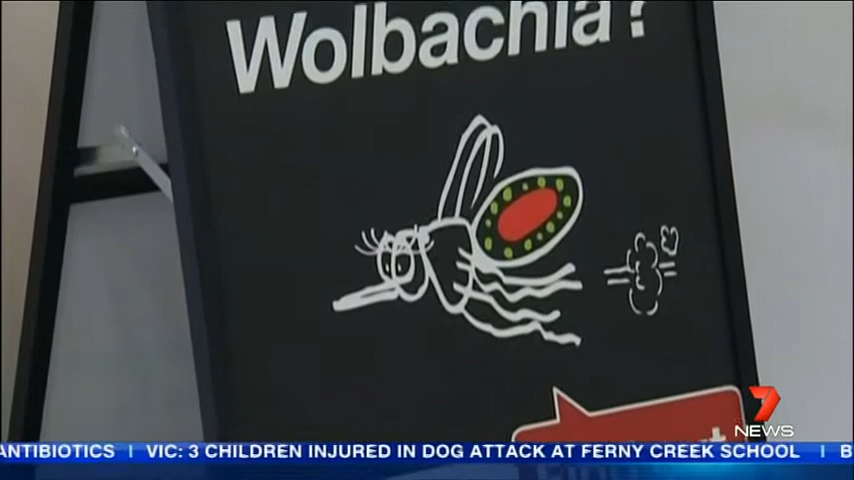 Wolbachia?
7
NEWS
ANTIBIOTICS | VIC: 3 CHILDREN INJURED IN DOG ATTACK AT FERNY CREEK SCHOOL | B